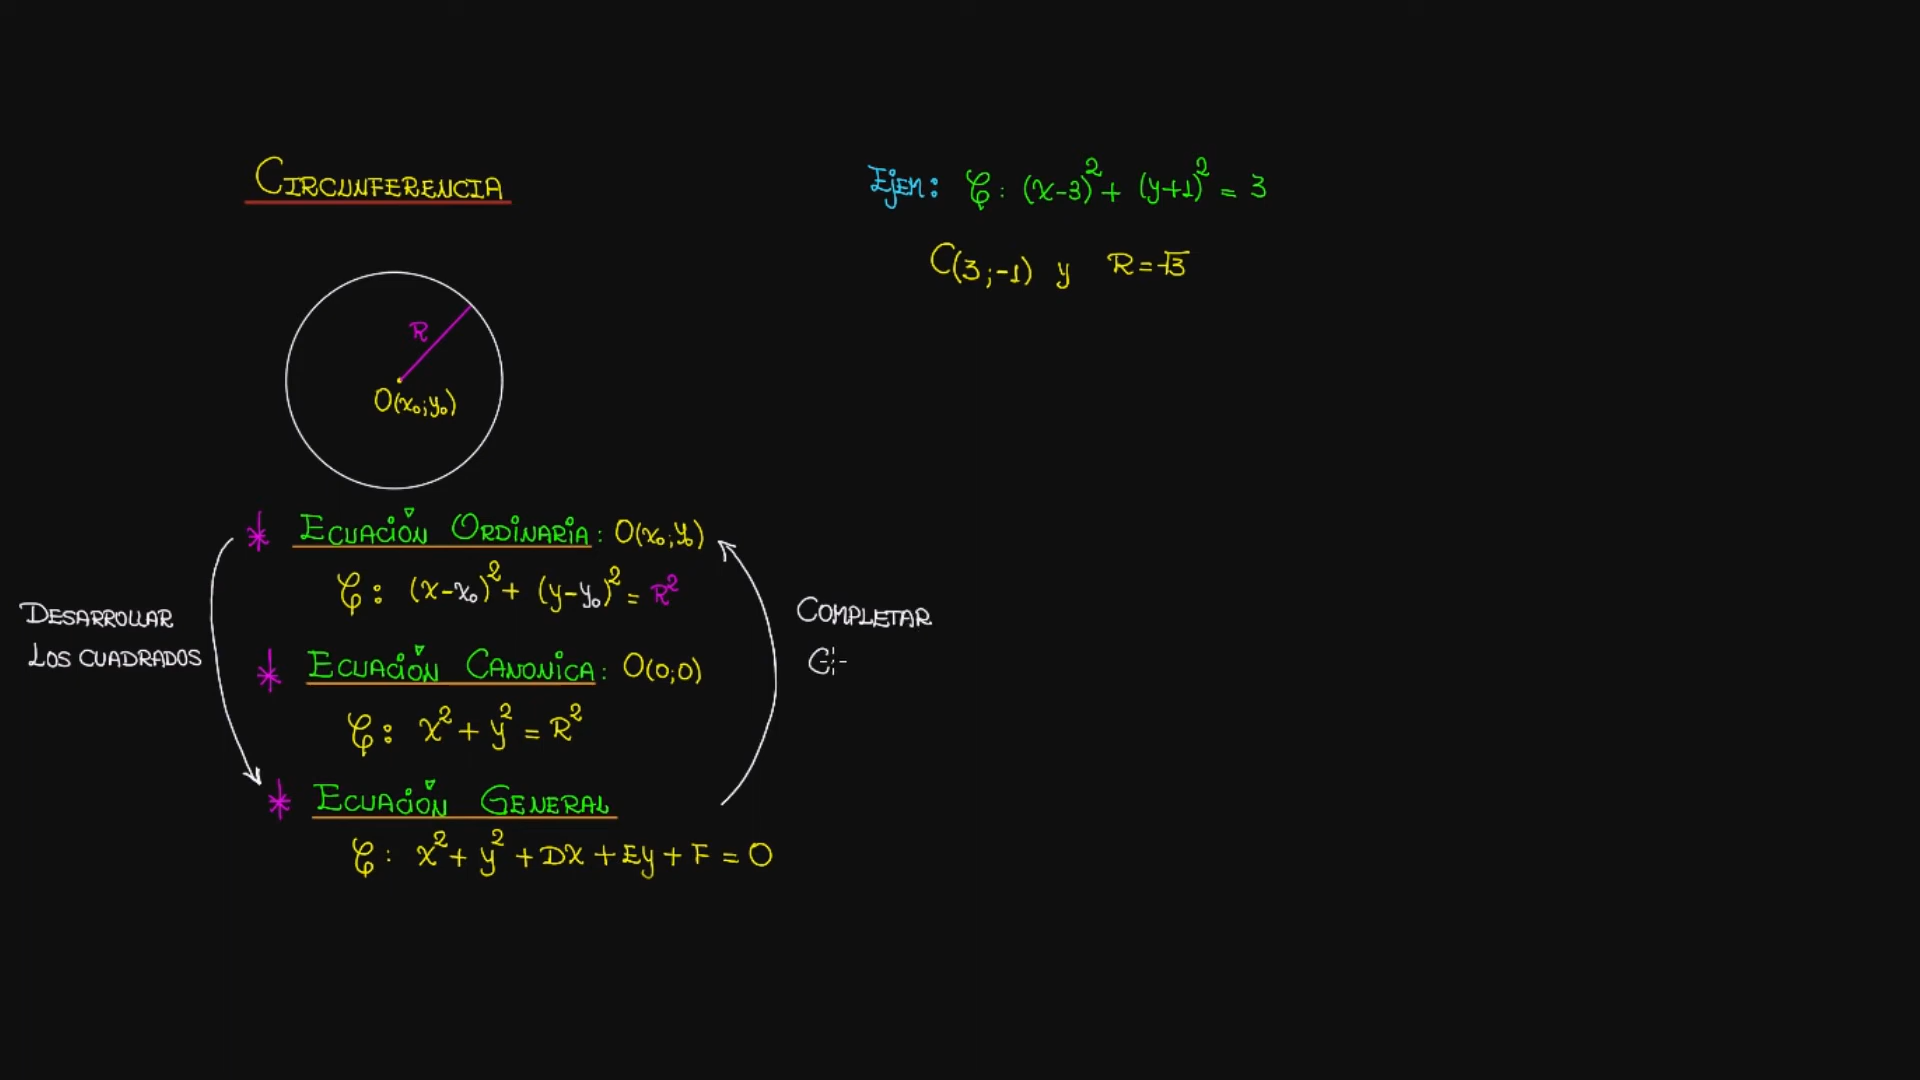 CIRCUNFERENCIA
R
O(x₀;y₀)
* ECUACIÓN ORDINARIA: O(x₀;y₀)
𝒞: (x-x₀)²+ (y-y₀)² = R²
* ECUACIÓN CANONICA: O(0;0)
𝒞: x²+ y² = R²
* ECUACIÓN GENERAL
𝒞: x²+ y² + Dx + Ey + F = 0
DESARROLLAR
LOS CUADRADOS
COMPLETAR
C
Ejem: 𝒞: (x-3)²+ (y+1)² = 3
C(3;-1) y R=√3